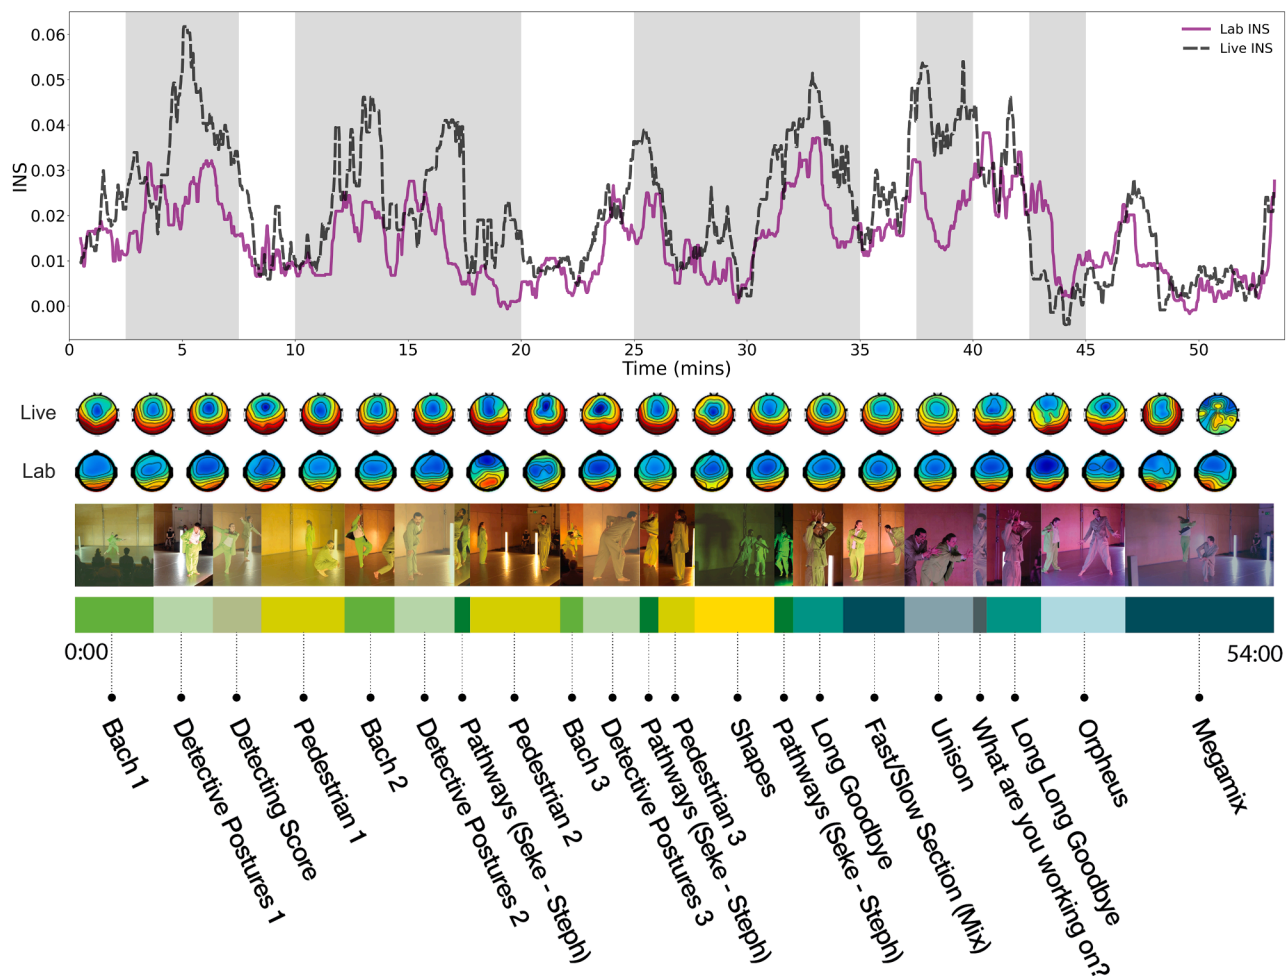 0.06
0.05
0.04
0.03
0.02
0.01
0.00
INS
Lab INS
Live INS
0 5 10 15 20 25 30 35 40 45 50
Time (mins)
Live
Lab
0:00
54:00
Bach 1
Detective Postures 1
Detecting Score
Pedestrian 1
Bach 2
Detective Postures 2
Pathways (Seke - Steph)
Pedestrian 2
Bach 3
Detective Postures 3
Pathways (Seke - Steph)
Pedestrian 3
Shapes
Pathways (Seke - Steph)
Long Goodbye
Fast/Slow Section (Mix)
Unison
What are you working on?
Long Long Goodbye
Orpheus
Megamix